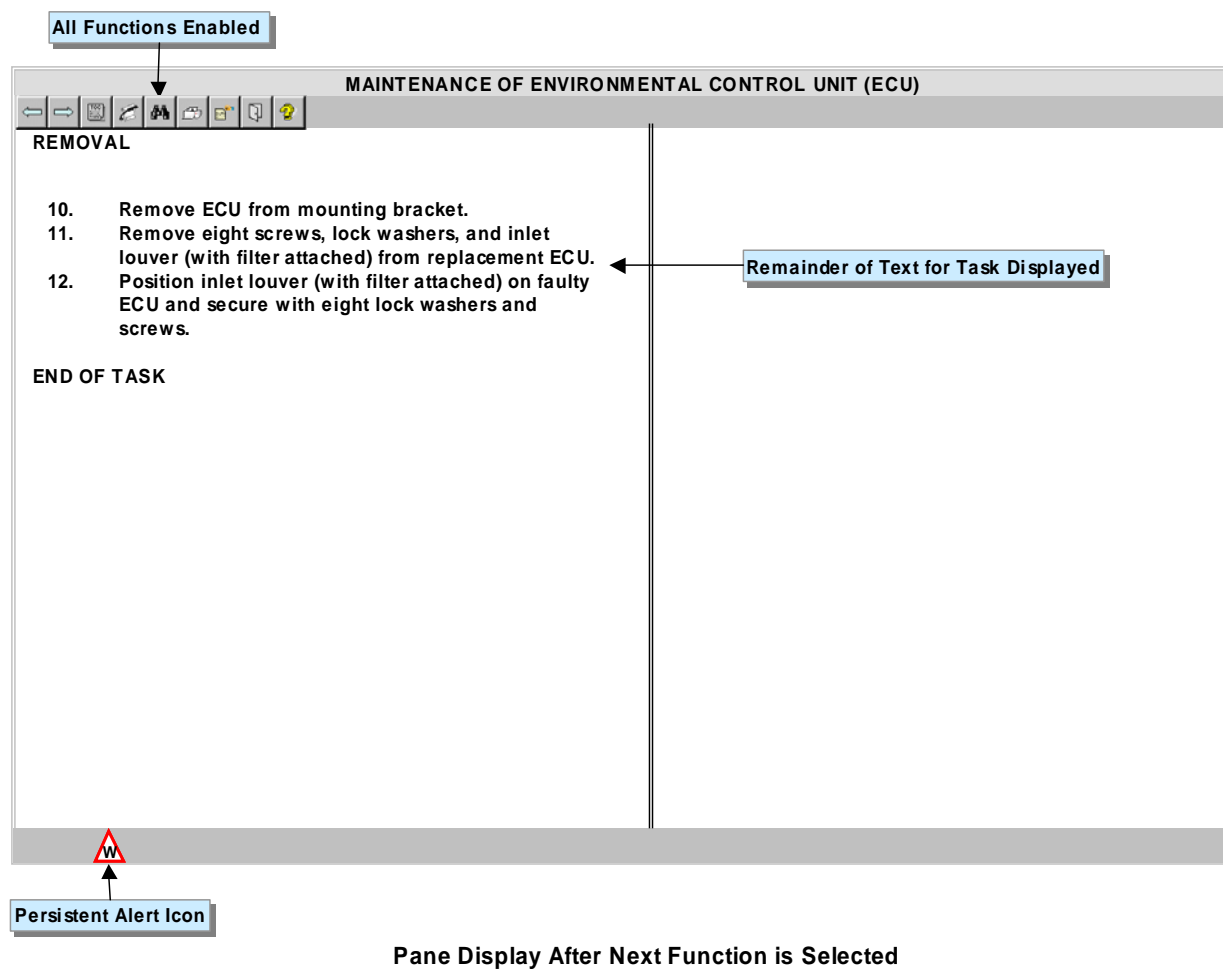 All Functions Enabled
MAINTENANCE OF ENVIRONMENTAL CONTROL UNIT (ECU)
REMOVAL
10. Remove ECU from mounting bracket.
11. Remove eight screws, lock washers, and inlet
louver (with filter attached) from replacement ECU.
12. Position inlet louver (with filter attached) on faulty
ECU and secure with eight lock washers and
screws.
Remainder of Text for Task Displayed
END OF TASK
W
Persistent Alert Icon
Pane Display After Next Function is Selected